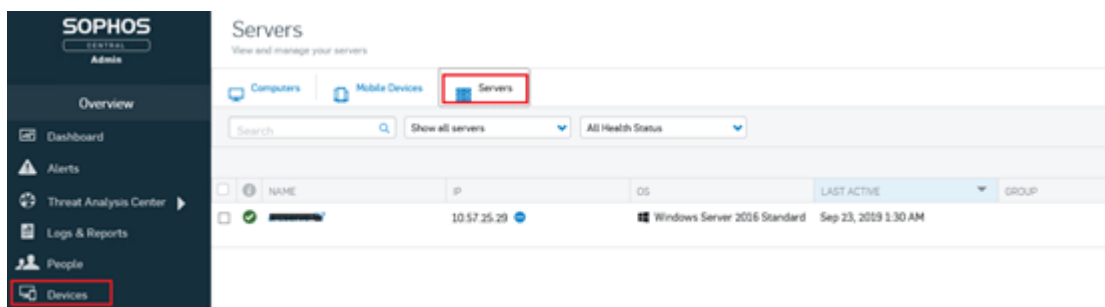 SOPHOS
CENTRAL
Admin
Overview
Dashboard
Alerts
Threat Analysis Center
Logs & Reports
People
Devices
Servers
View and manage your servers
Computers Mobile Devices Servers
Search Show all servers All Health Status
NAME IP OS LAST ACTIVE GROUP
10.57.25.29 Windows Server 2016 Standard Sep 23, 2019 1:30 AM